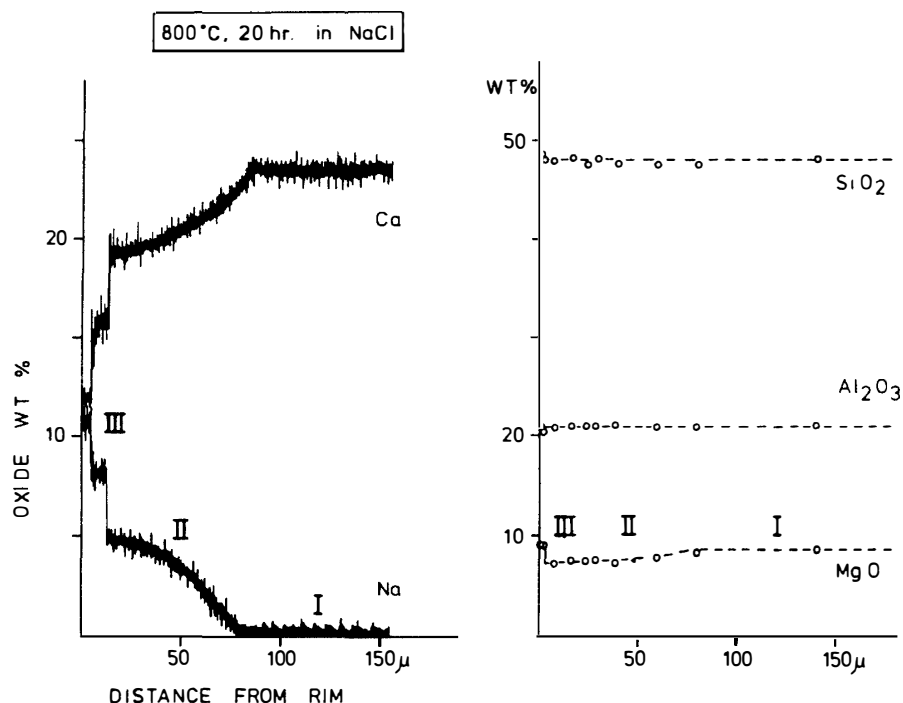 800°C, 20 hr. in NaCl
WT%
50
SiO2
Ca
20
OXIDE WT %
III
Al2O3
10
20
II
III
II
I
10
I
Na
MgO
50
100
150μ
50
100
150μ
DISTANCE FROM RIM